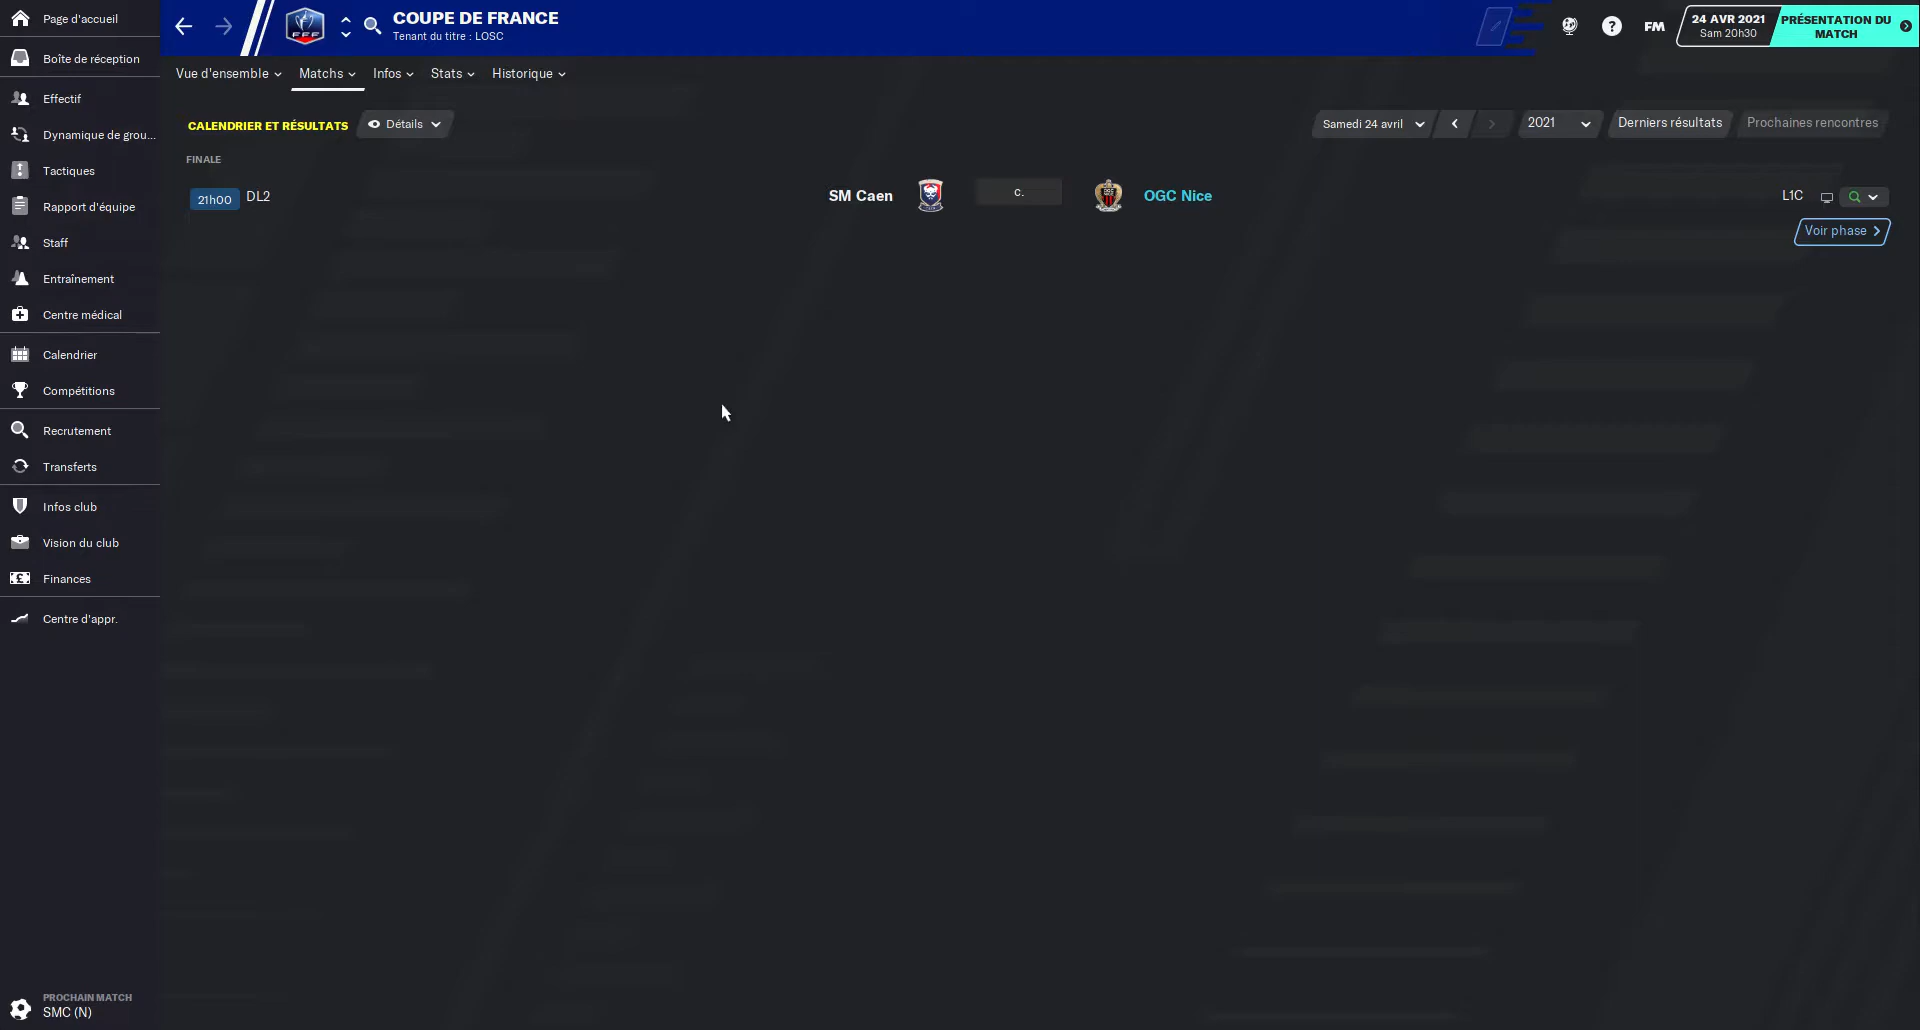 Page d'accueil
Boîte de réception
Effectif
Dynamique de grou...
Tactiques
Rapport d'équipe
Staff
Entraînement
Centre médical
Calendrier
Compétitions
Recrutement
Transferts
Infos club
Vision du club
Finances
Centre d'appr.
PROCHAIN MATCH
SMC (N)
COUPE DE FRANCE
Tenant du titre : LOSC
FFF
FM
24 AVR 2021
Sam 20h30
PRÉSENTATION DU
MATCH
Vue d'ensemble Matchs Infos Stats Historique
CALENDRIER ET RÉSULTATS Détails Samedi 24 avril 2021 Derniers résultats Prochaines rencontres
FINALE
21h00 DL2 SM Caen c. OGC Nice L1C
Voir phase